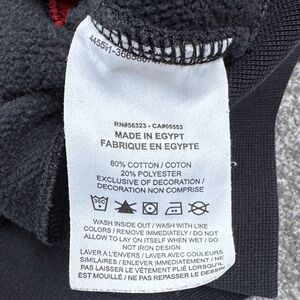 RN#56323 - CA#05553
MADE IN EGYPT
FABRIQUE EN EGYPTE
80% COTTON / COTON
20% POLYESTER
EXCLUSIVE OF DECORATION /
DECORATION NON COMPRISE
WASH INSIDE OUT / WASH WITH LIKE
COLORS / REMOVE IMMEDIATELY / DO NOT
ALLOW TO LAY ON ITSELF WHEN WET / DO
NOT IRON DESIGN
LAVER A L'ENVERS / LAVER AVEC COULEURS
SIMILAIRES / ENLEVER IMMEDIATEMENT / NE
PAS LAISSER LE VÊTEMENT PLIÉ LORSQU'IL
EST MOUILLÉ / NE PAS REPASSER LE